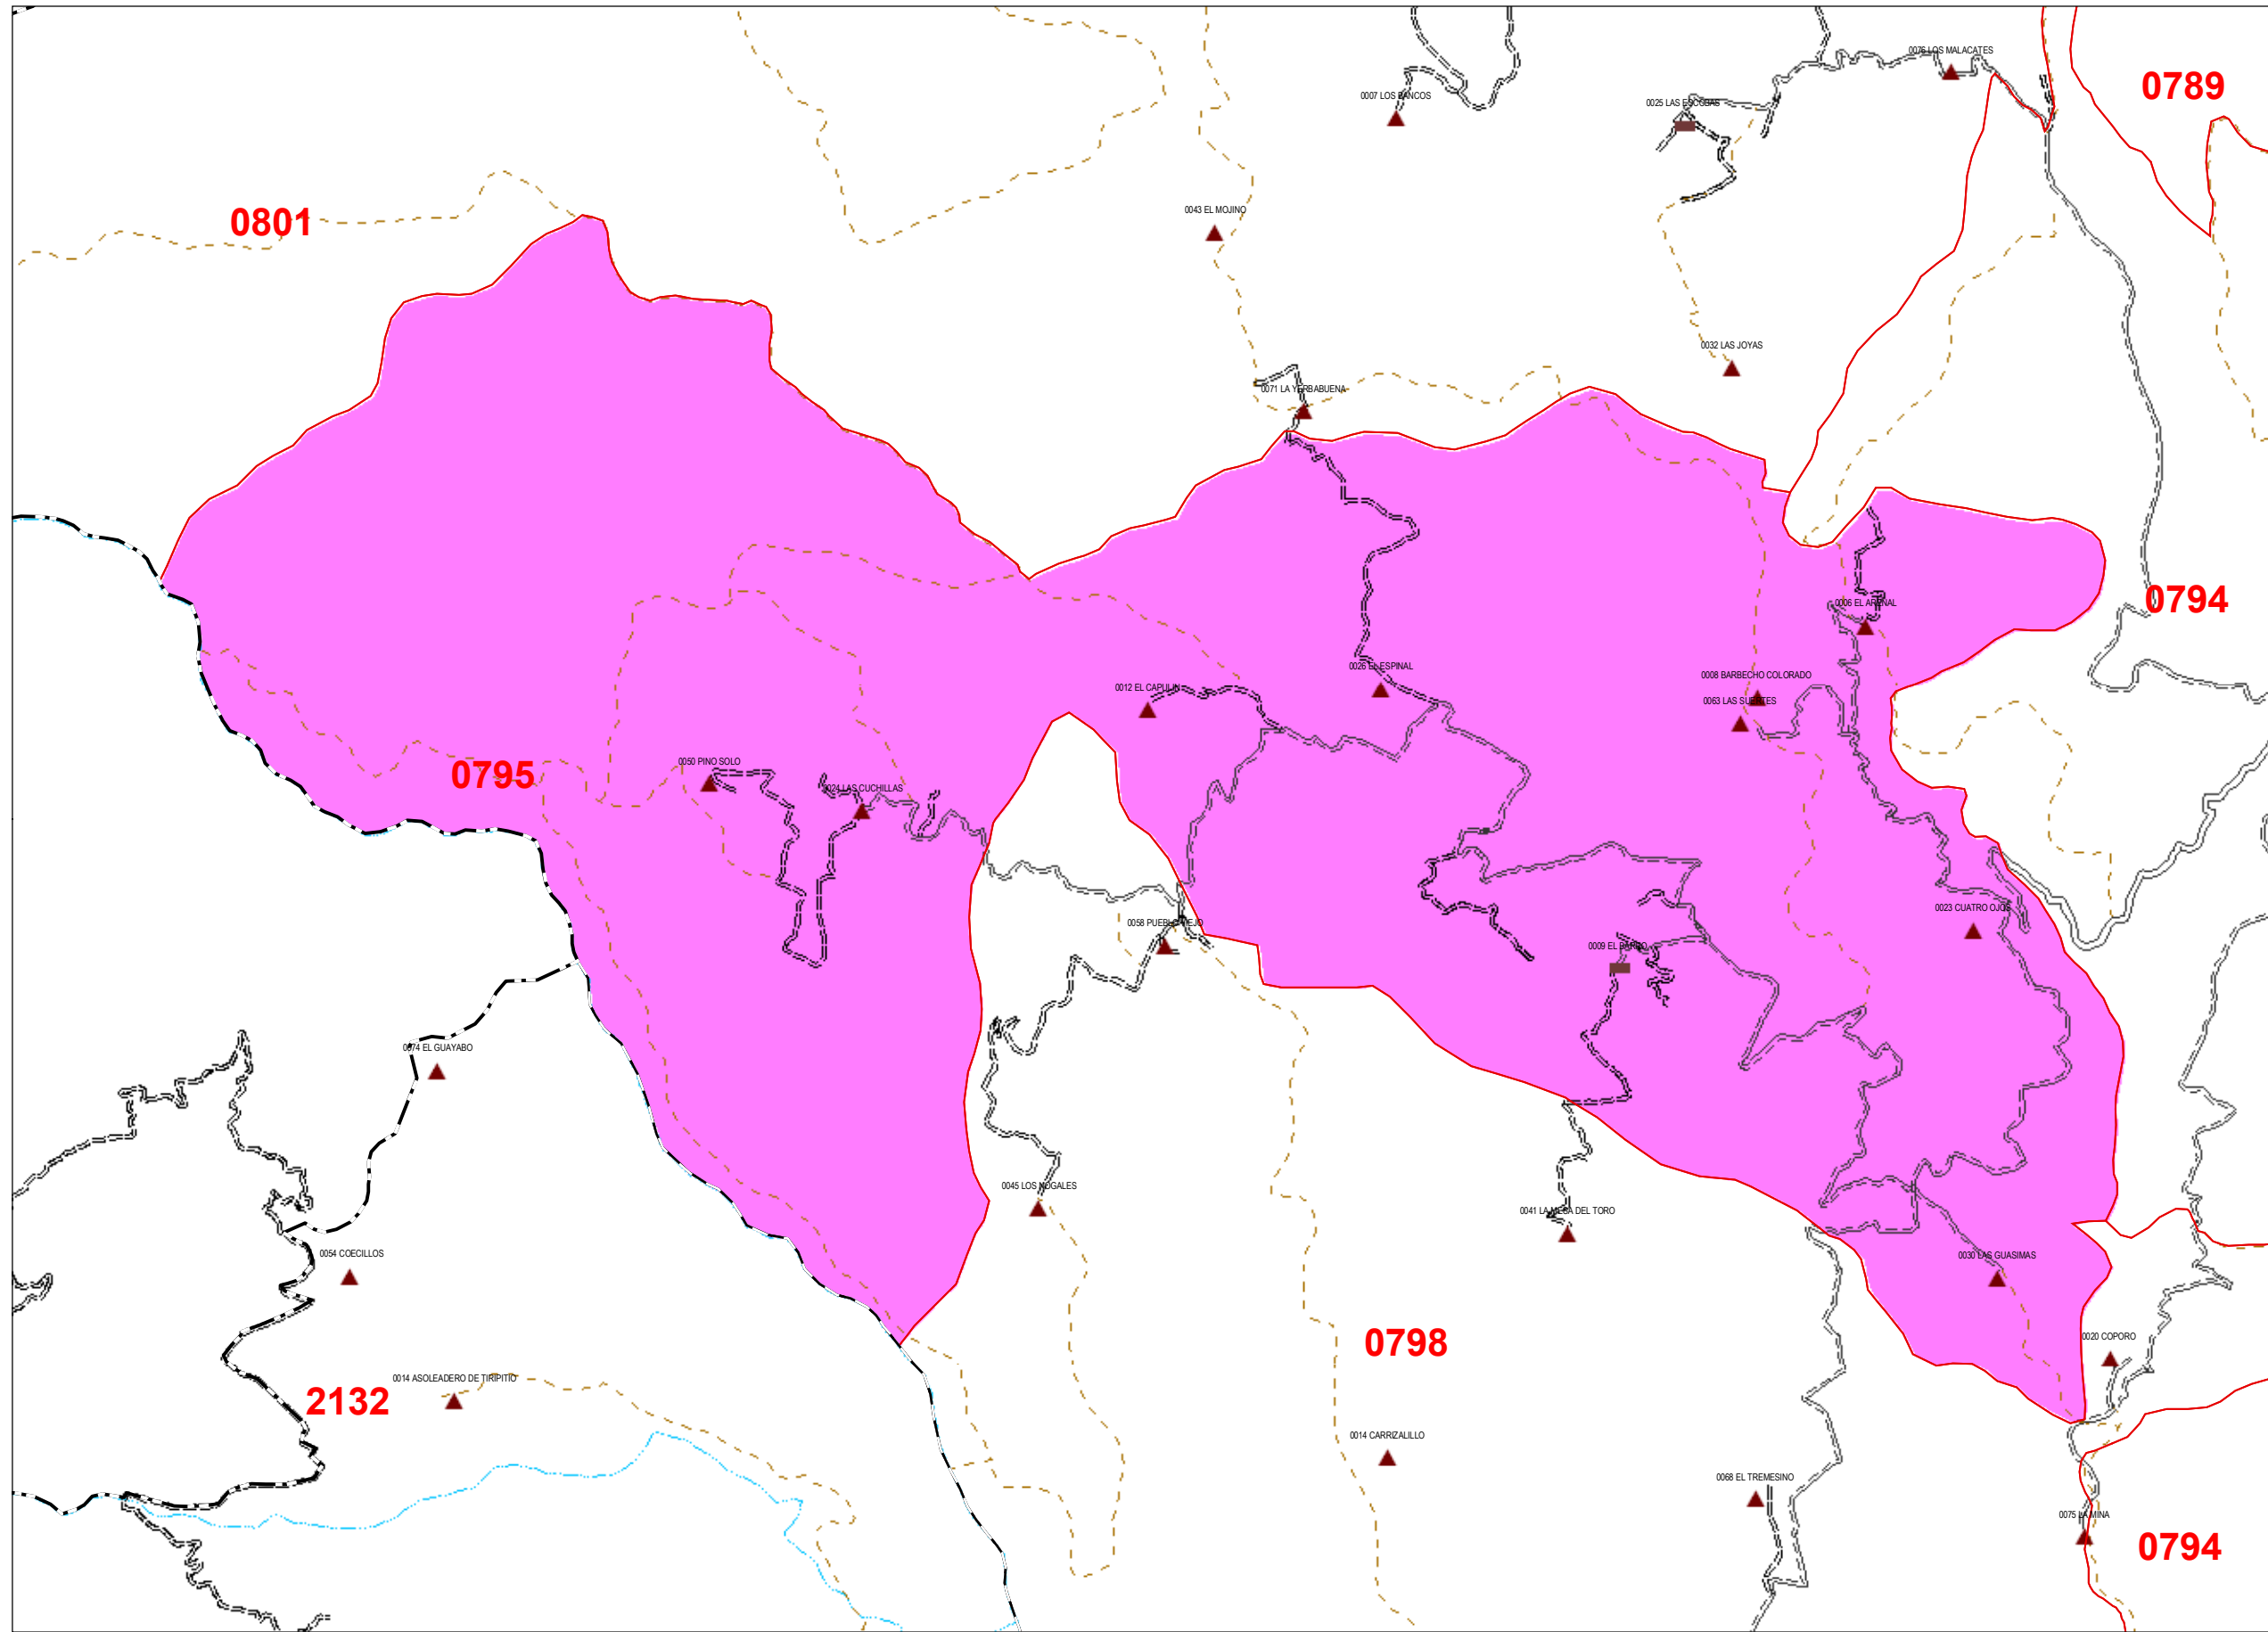 0076 LOS MALACATES
0789
0007 LOS BANCOS
0025 LAS ESCOBAS
0801
0043 EL MOJINO
0032 LAS JOYAS
0071 LA YERBABUENA
0794
0006 EL ARENAL
0026 EL ESPINAL
0012 EL CAPULIN
0008 BARBECHO COLORADO
0063 LAS SUERTES
0795
0050 PINO SOLO
0024 LAS CUCHILLAS
0023 CUATRO OJOS
0058 PUEBLO VIEJO
0009 EL BARCO
0074 EL GUAYABO
0045 LOS NOGALES
0041 LA MESA DEL TORO
0054 COECILLOS
0030 LAS GUASIMAS
0798
0020 COPORO
0014 ASOLEADERO DE TIRIPITIO
2132
0014 CARRIZALILLO
0068 EL TREMESINO
0075 LA MINA
0794